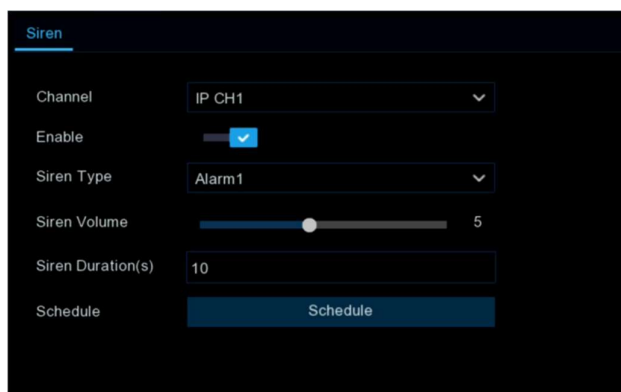 Siren
Channel IP CH1
Enable
Siren Type Alarm1
Siren Volume 5
Siren Duration(s) 10
Schedule Schedule